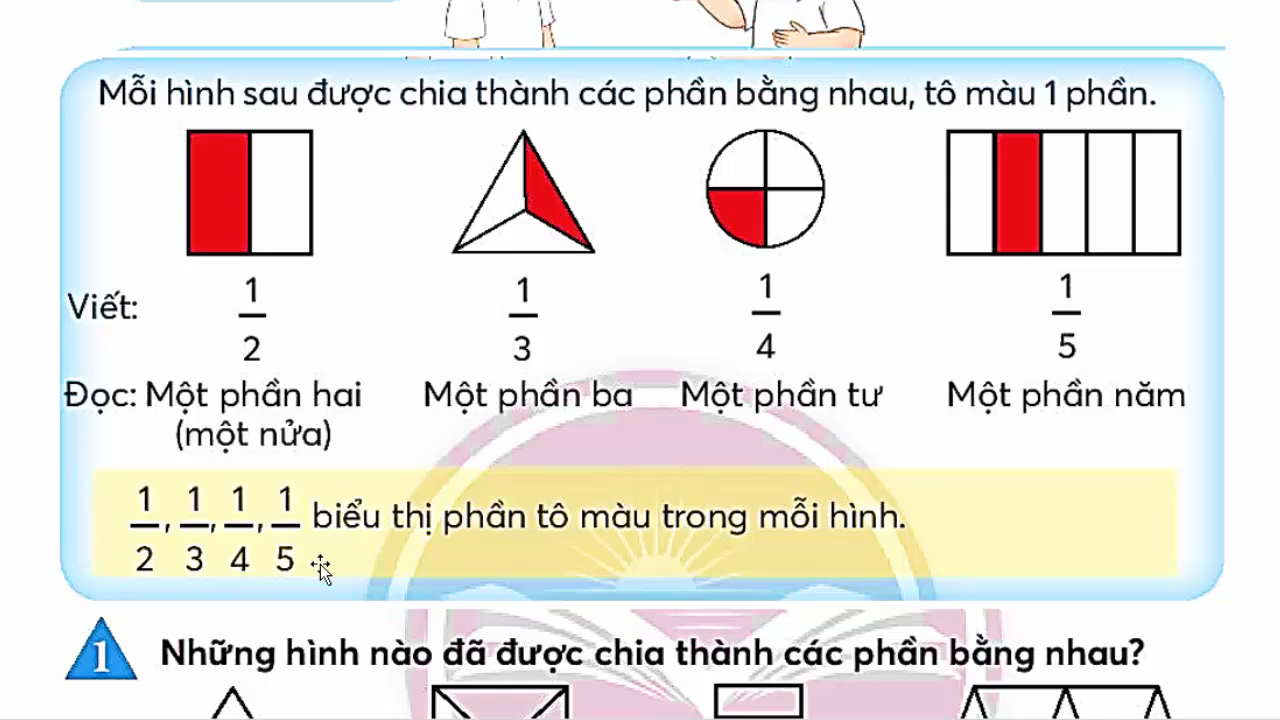 Mỗi hình sau được chia thành các phần bằng nhau, tô màu 1 phần.
Viết: 1/2 1/3 1/4 1/5
Đọc: Một phần hai Một phần ba Một phần tư Một phần năm
(một nửa)
1/2, 1/3, 1/4, 1/5 biểu thị phần tô màu trong mỗi hình.
1 Những hình nào đã được chia thành các phần bằng nhau?